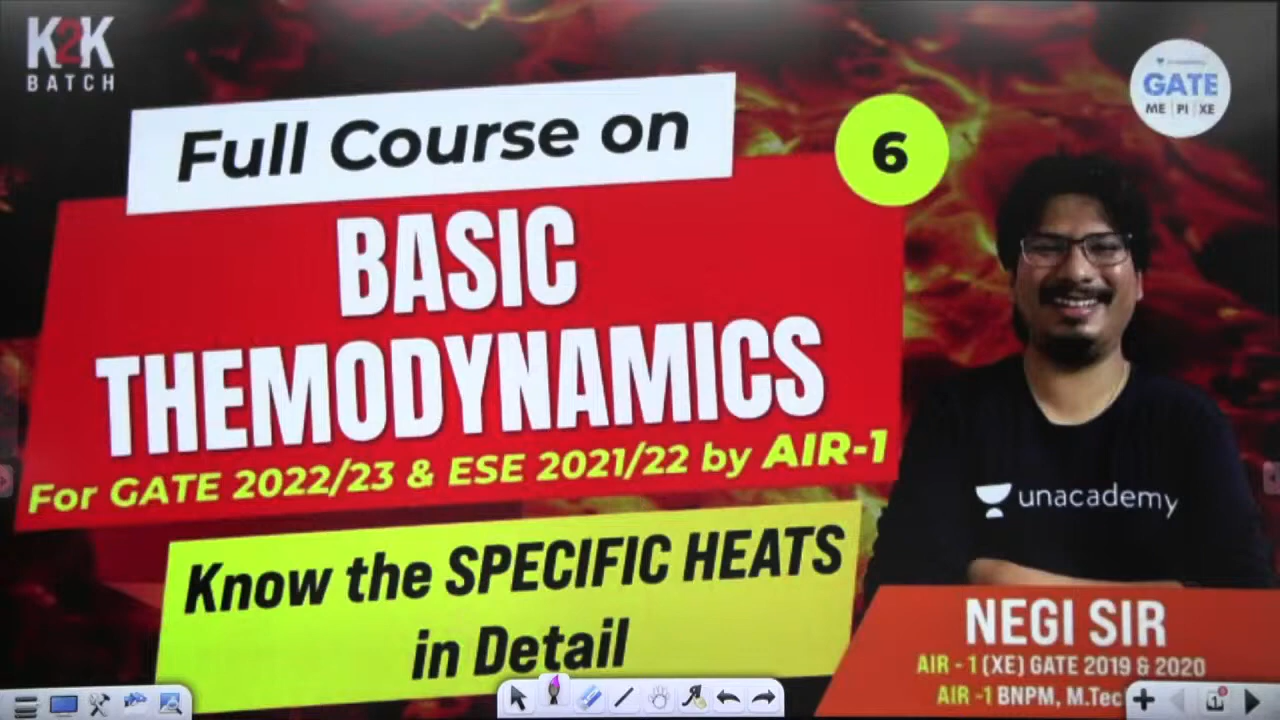 K2K
BATCH
unacademy
GATE
ME | PI | XE
Full Course on
6
BASIC
THEMODYNAMICS
For GATE 2022/23 & ESE 2021/22 by AIR-1
unacademy
Know the SPECIFIC HEATS
in Detail
NEGI SIR
AIR - 1 (XE) GATE 2019 & 2020
AIR -1 BNPM, M.Tec
1